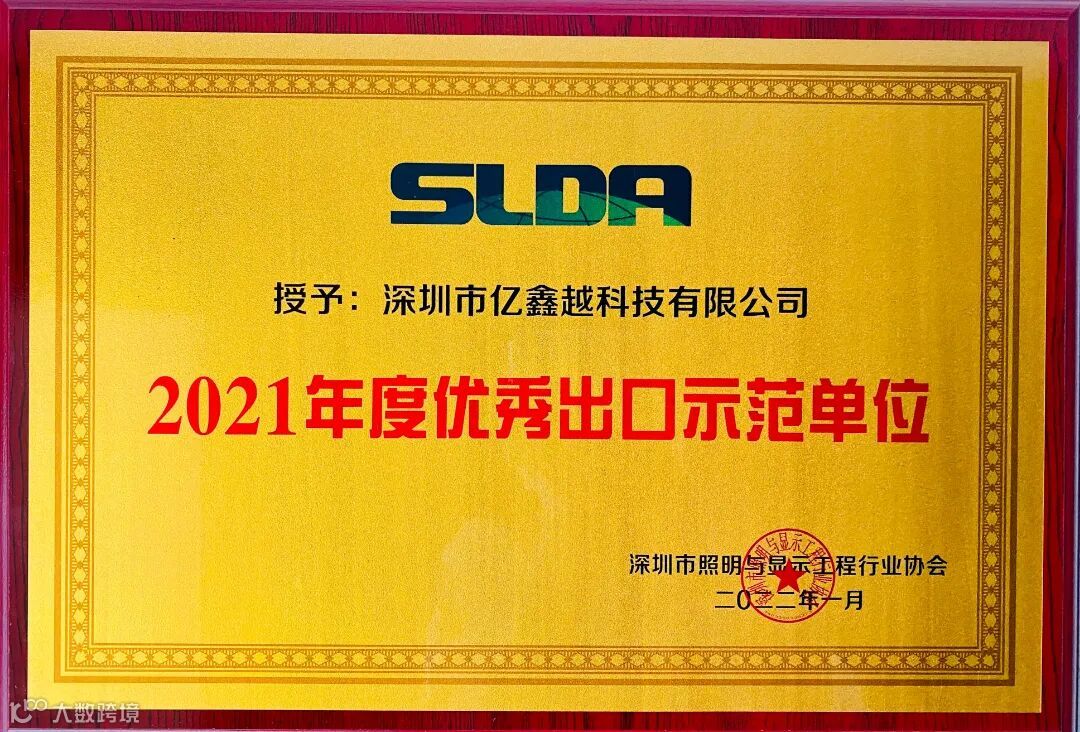 SLDA
授予：深圳市亿鑫越科技有限公司
2021年度优秀出口示范单位
深圳市照明与显示工程行业协会
二〇二二年一月
大数跨境